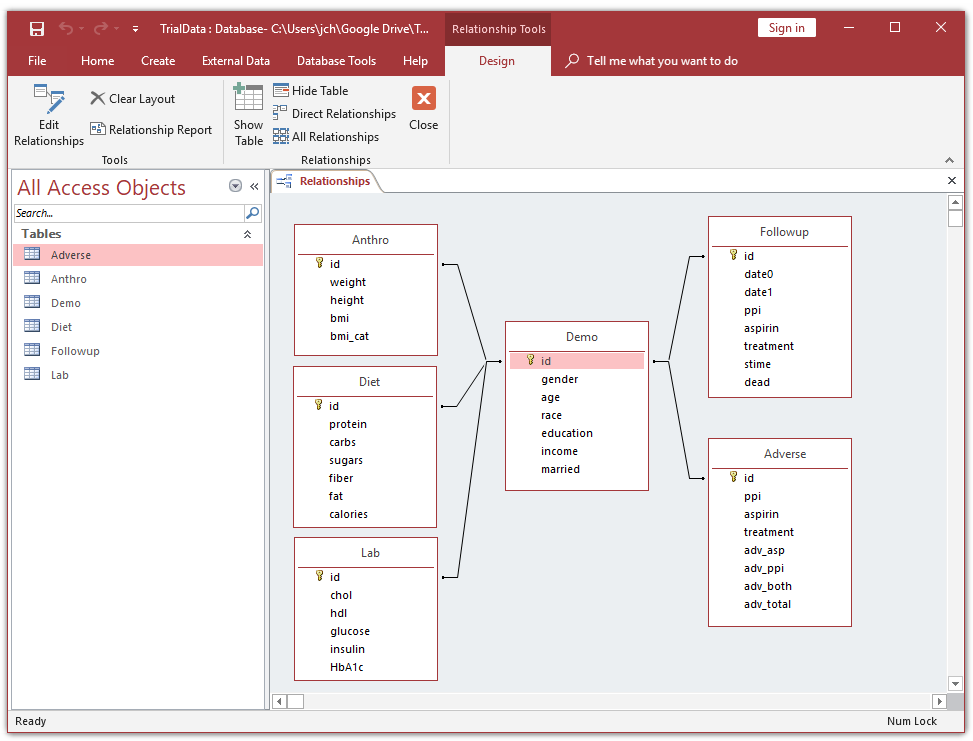 TrialData : Database- C:\Users\jch\Google Drive\T...
Relationship Tools
Sign in
File
Home
Create
External Data
Database Tools
Help
Design
Tell me what you want to do
Edit
Relationships
Clear Layout
Relationship Report
Tools
Show
Table
Hide Table
Direct Relationships
All Relationships
Close
Relationships
All Access Objects
Search...
Tables
Adverse
Anthro
Demo
Diet
Followup
Lab
Relationships
Anthro
id
weight
height
bmi
bmi_cat
Diet
id
protein
carbs
sugars
fiber
fat
calories
Lab
id
chol
hdl
glucose
insulin
HbA1c
Demo
id
gender
age
race
education
income
married
Followup
id
date0
date1
ppi
aspirin
treatment
stime
dead
Adverse
id
ppi
aspirin
treatment
adv_asp
adv_ppi
adv_both
adv_total
Ready
Num Lock